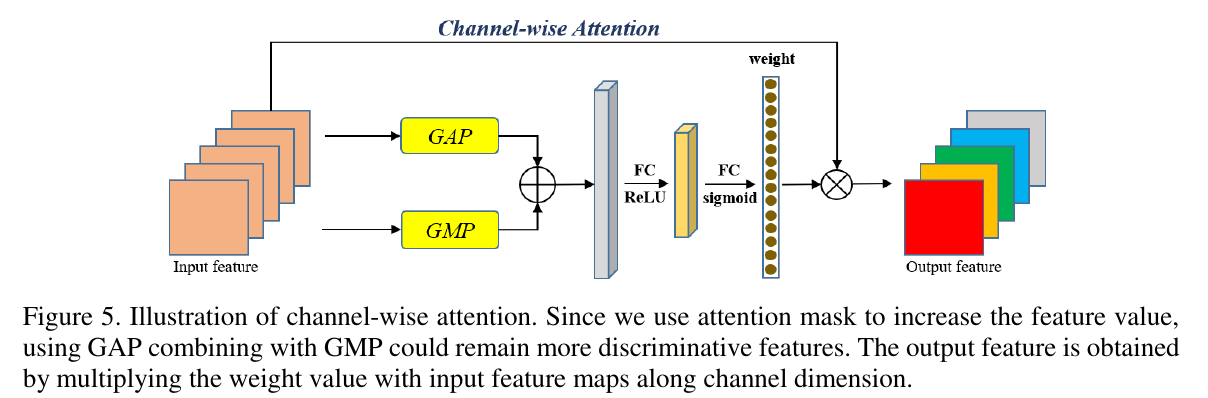 Channel-wise Attention
weight
GAP
FC
FC
ReLU
sigmoid
GMP
Input feature
Output feature
Figure 5. Illustration of channel-wise attention. Since we use attention mask to increase the feature value,
using GAP combining with GMP could remain more discriminative features. The output feature is obtained
by multiplying the weight value with input feature maps along channel dimension.